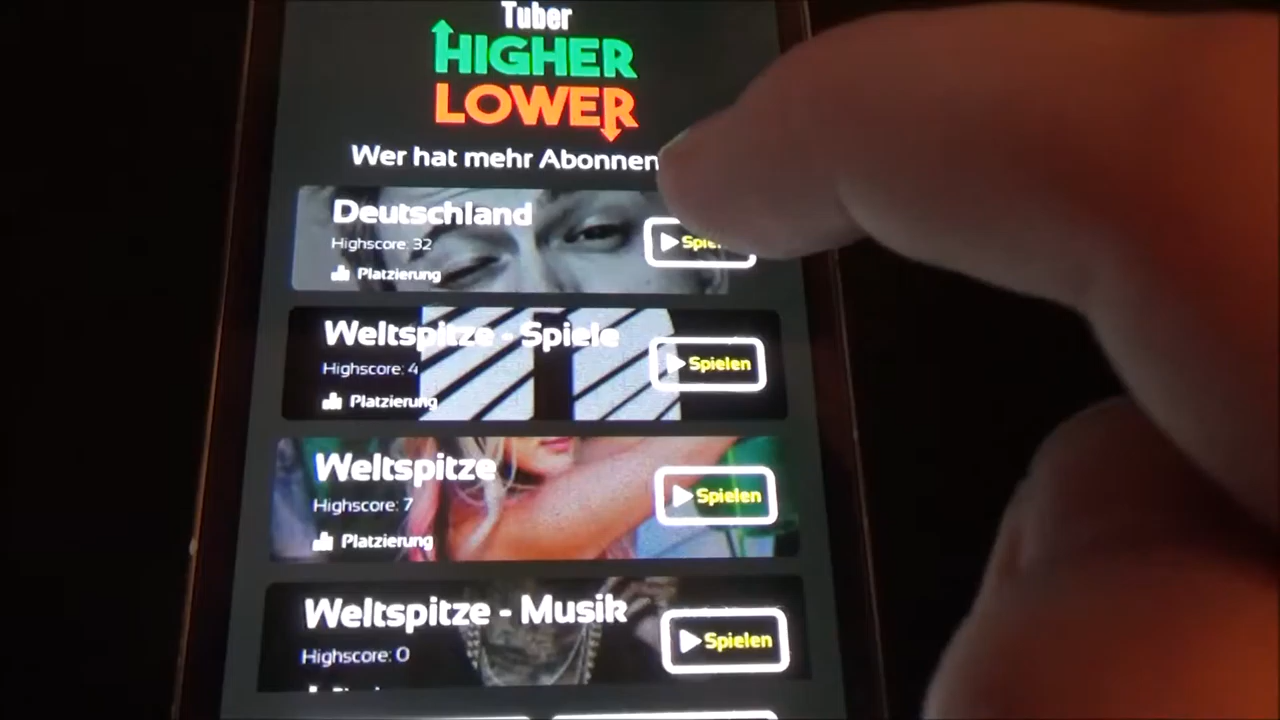 Tuber
HIGHER
LOWER
Wer hat mehr Abonnen
Deutschland
Highscore: 32
Platzierung
Spie
Weltspitze - Spiele
Highscore: 4
Platzierung
Spielen
Weltspitze
Highscore: 7
Platzierung
Spielen
Weltspitze - Musik
Highscore: 0
Spielen